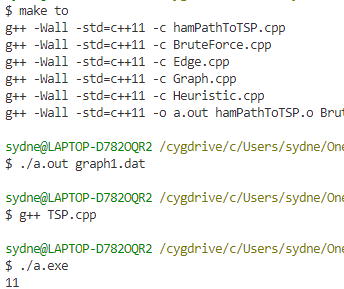 $ make to
g++ -Wall -std=c++11 -c hamPathToTSP.cpp
g++ -Wall -std=c++11 -c BruteForce.cpp
g++ -Wall -std=c++11 -c Edge.cpp
g++ -Wall -std=c++11 -c Graph.cpp
g++ -Wall -std=c++11 -c Heuristic.cpp
g++ -Wall -std=c++11 -o a.out hamPathToTSP.o Brut
sydne@LAPTOP-D782OQR2 /cygdrive/c/Users/sydne/One
$ ./a.out graph1.dat
sydne@LAPTOP-D782OQR2 /cygdrive/c/Users/sydne/One
$ g++ TSP.cpp
sydne@LAPTOP-D782OQR2 /cygdrive/c/Users/sydne/One
$ ./a.exe
11